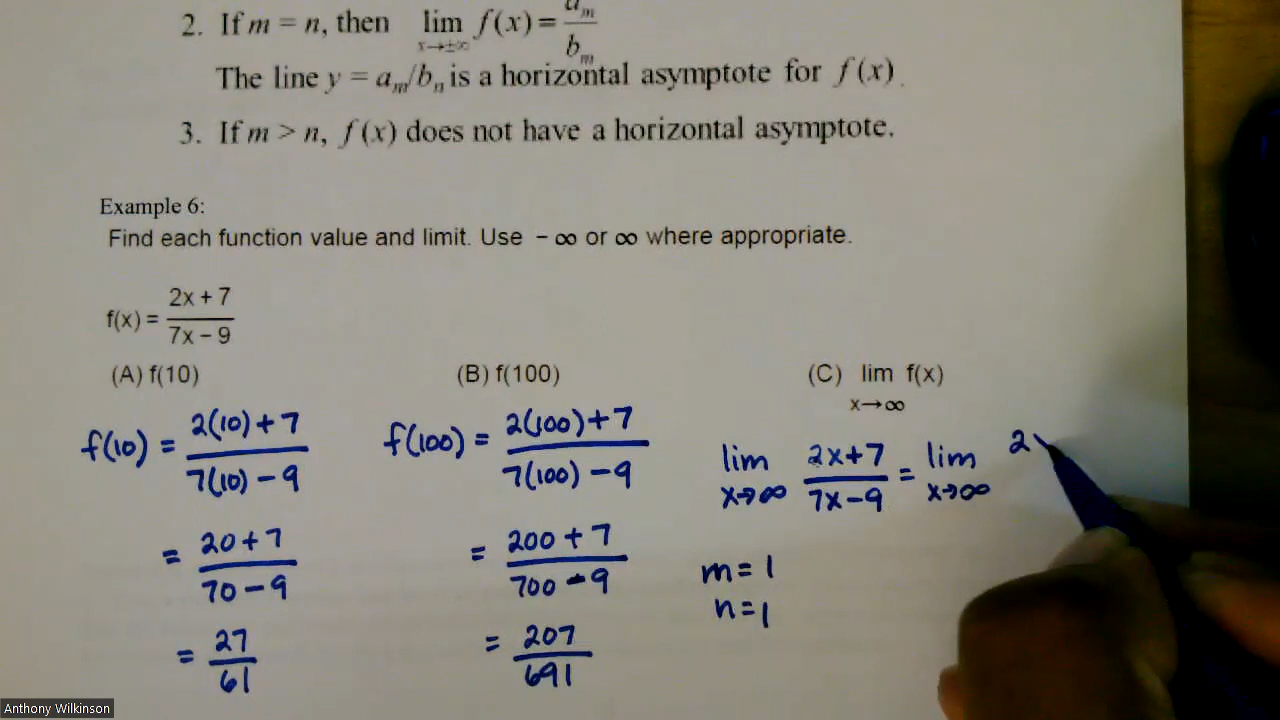 2. If m = n, then lim x→±∞ f(x) = a_m/b_m
The line y = a_m/b_n is a horizontal asymptote for f(x).
3. If m > n, f(x) does not have a horizontal asymptote.
Example 6:
Find each function value and limit. Use - ∞ or ∞ where appropriate.
f(x) = (2x + 7)/(7x - 9)
(A) f(10) (B) f(100) (C) lim x→∞ f(x)
f(10) = (2(10)+7)/(7(10)-9) f(100) = (2(100)+7)/(7(100)-9) lim x→∞ (2x+7)/(7x-9) = lim x→∞ 2x
= (20+7)/(70-9) = (200+7)/(700-9) m=1
n=1
= 27/61 = 207/691
Anthony Wilkinson